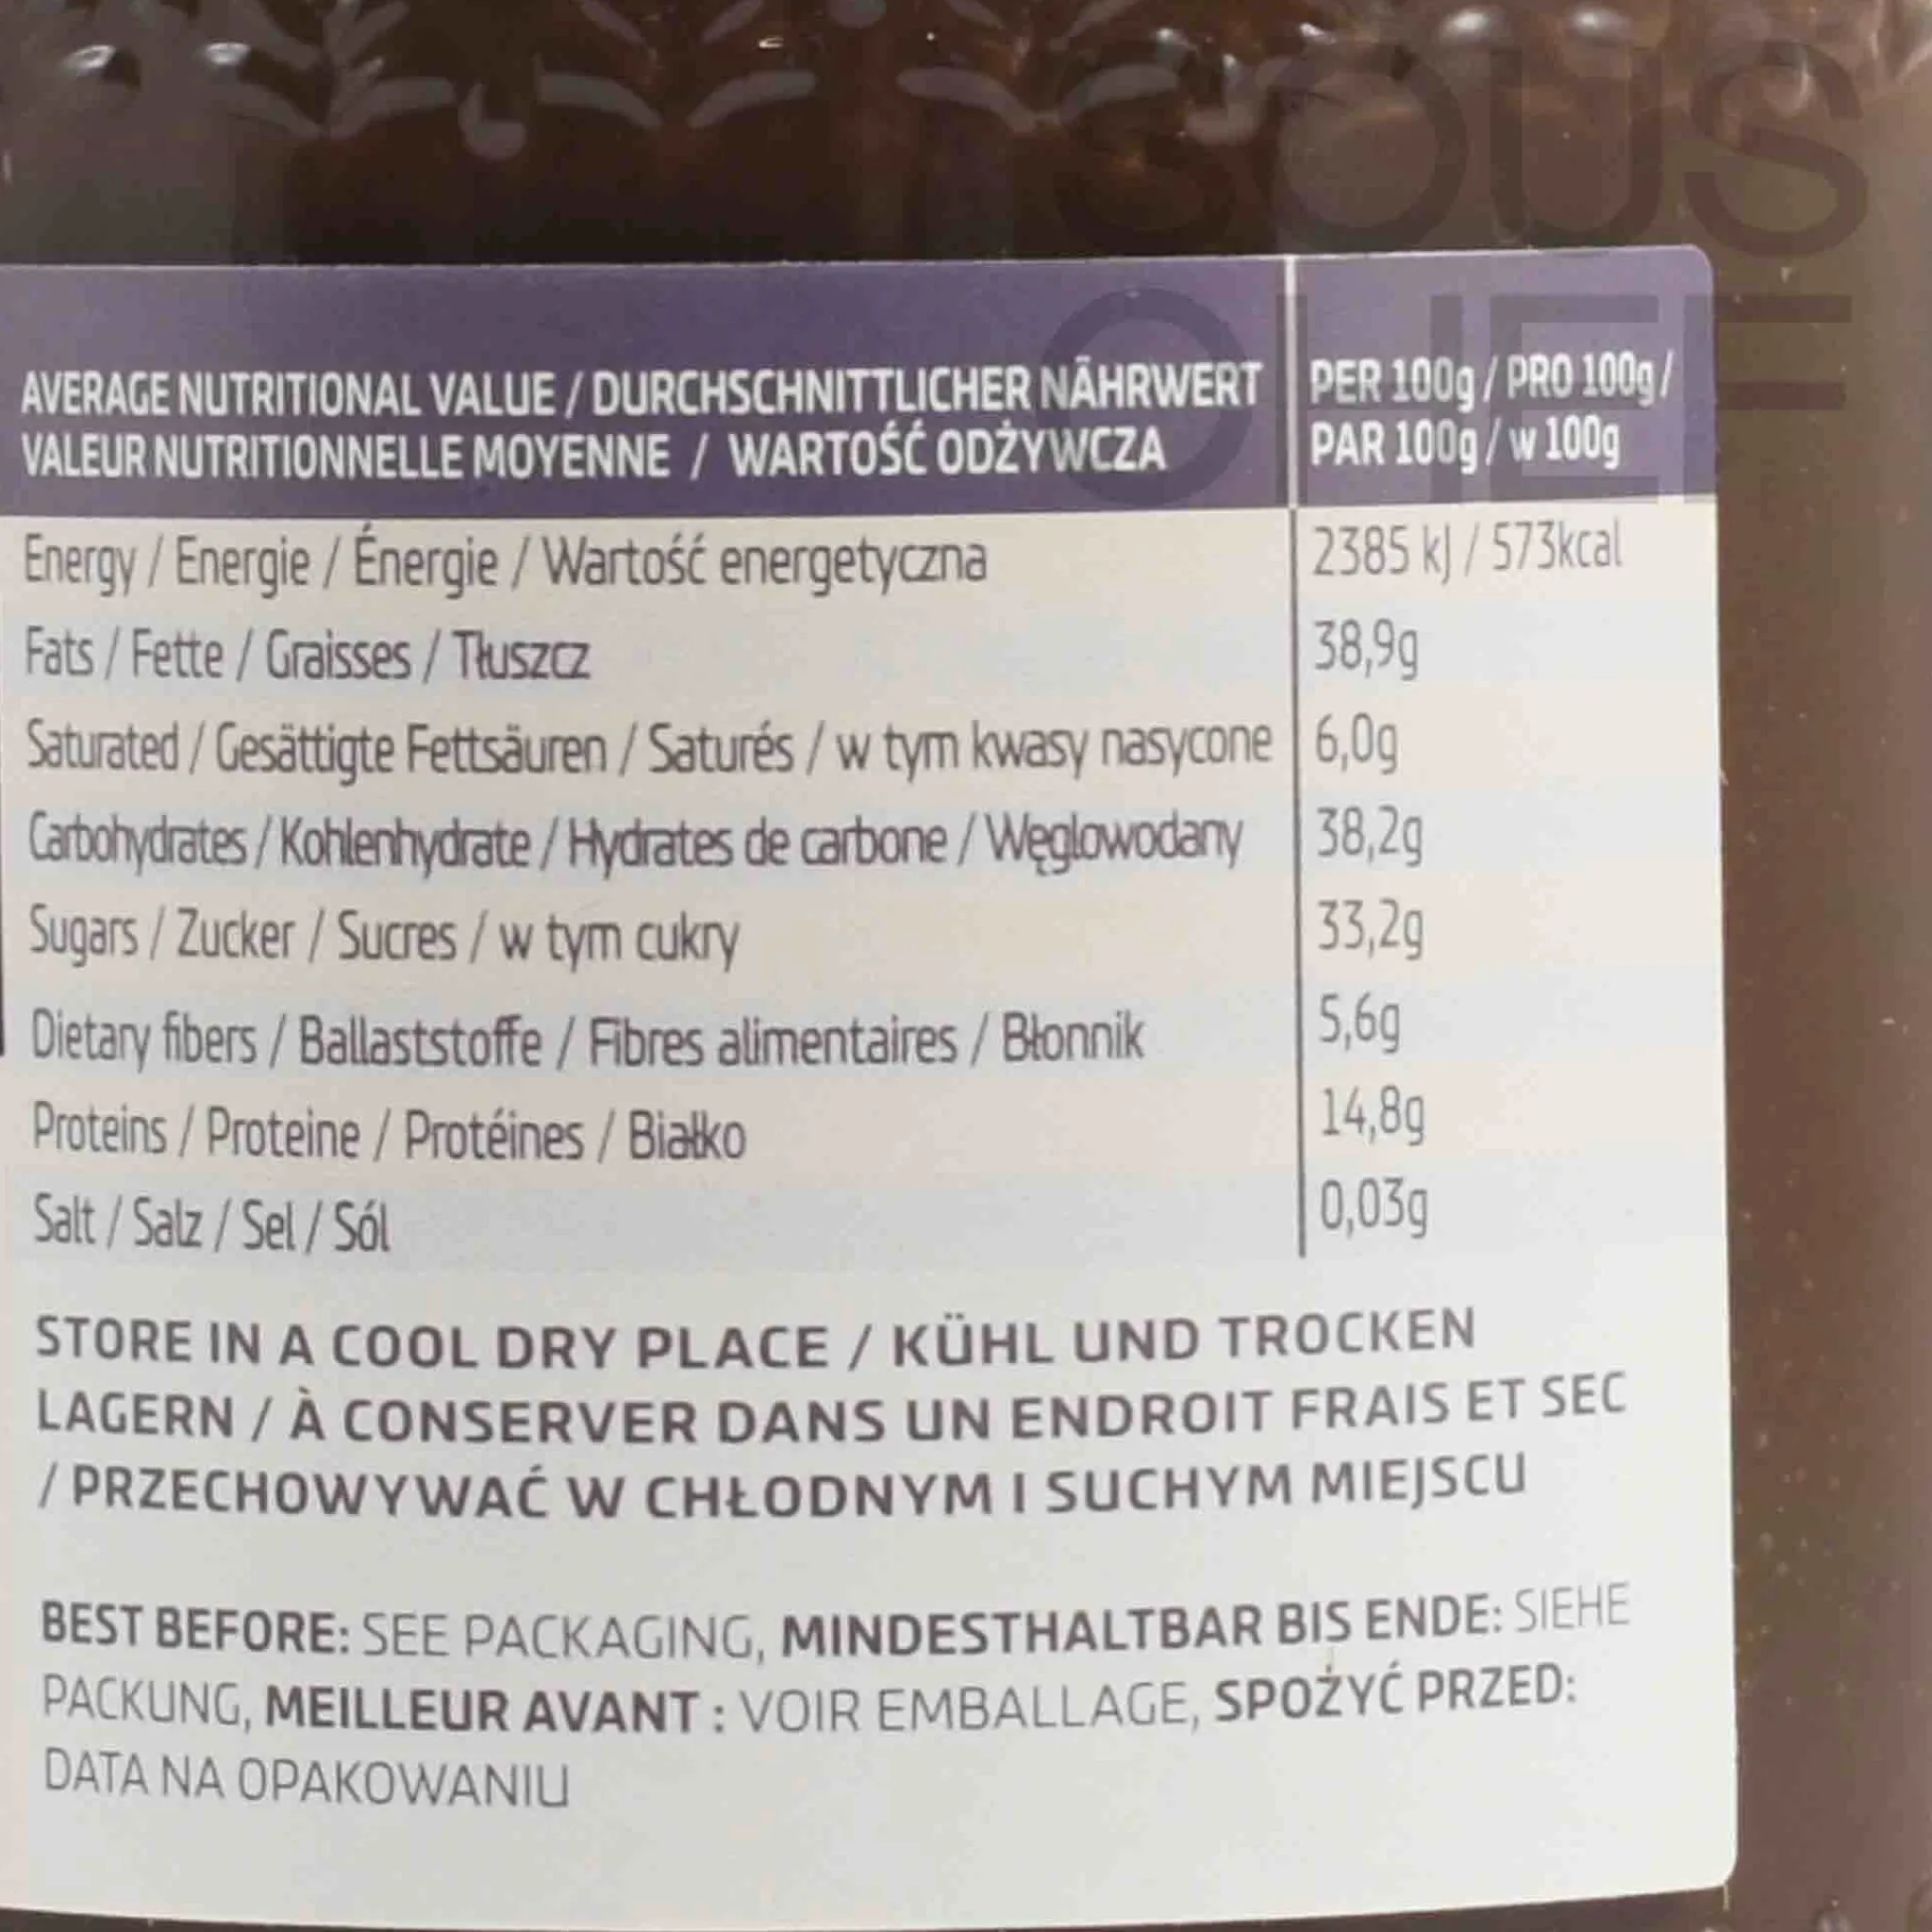 SOUS
CHEF
AVERAGE NUTRITIONAL VALUE / DURCHSCHNITTLICHER NÄHRWERT
VALEUR NUTRITIONNELLE MOYENNE / WARTOŚĆ ODŻYWCZA
PER 100g / PRO 100g /
PAR 100g / w 100g
Energy / Energie / Énergie / Wartość energetyczna 2385 kJ / 573kcal
Fats / Fette / Graisses / Tłuszcz 38,9g
Saturated / Gesättigte Fettsäuren / Saturés / w tym kwasy nasycone 6,0g
Carbohydrates / Kohlenhydrate / Hydrates de carbone / Węglowodany 38,2g
Sugars / Zucker / Sucres / w tym cukry 33,2g
Dietary fibers / Ballaststoffe / Fibres alimentaires / Błonnik 5,6g
Proteins / Proteine / Protéines / Białko 14,8g
Salt / Salz / Sel / Sól 0,03g
STORE IN A COOL DRY PLACE / KÜHL UND TROCKEN
LAGERN / À CONSERVER DANS UN ENDROIT FRAIS ET SEC
/ PRZECHOWYWAĆ W CHŁODNYM I SUCHYM MIEJSCU
BEST BEFORE: SEE PACKAGING, MINDESTHALTBAR BIS ENDE: SIEHE
PACKUNG, MEILLEUR AVANT : VOIR EMBALLAGE, SPOŻYĆ PRZED:
DATA NA OPAKOWANIU